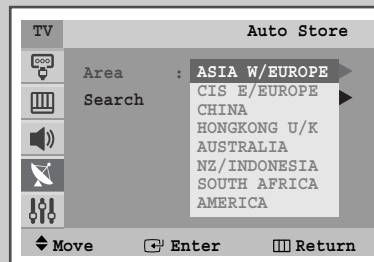 TV Auto Store
Area : ASIA W/EUROPE
CIS E/EUROPE
Search
CHINA
HONGKONG U/K
AUSTRALIA
NZ/INDONESIA
SOUTH AFRICA
AMERICA
Move Enter Return